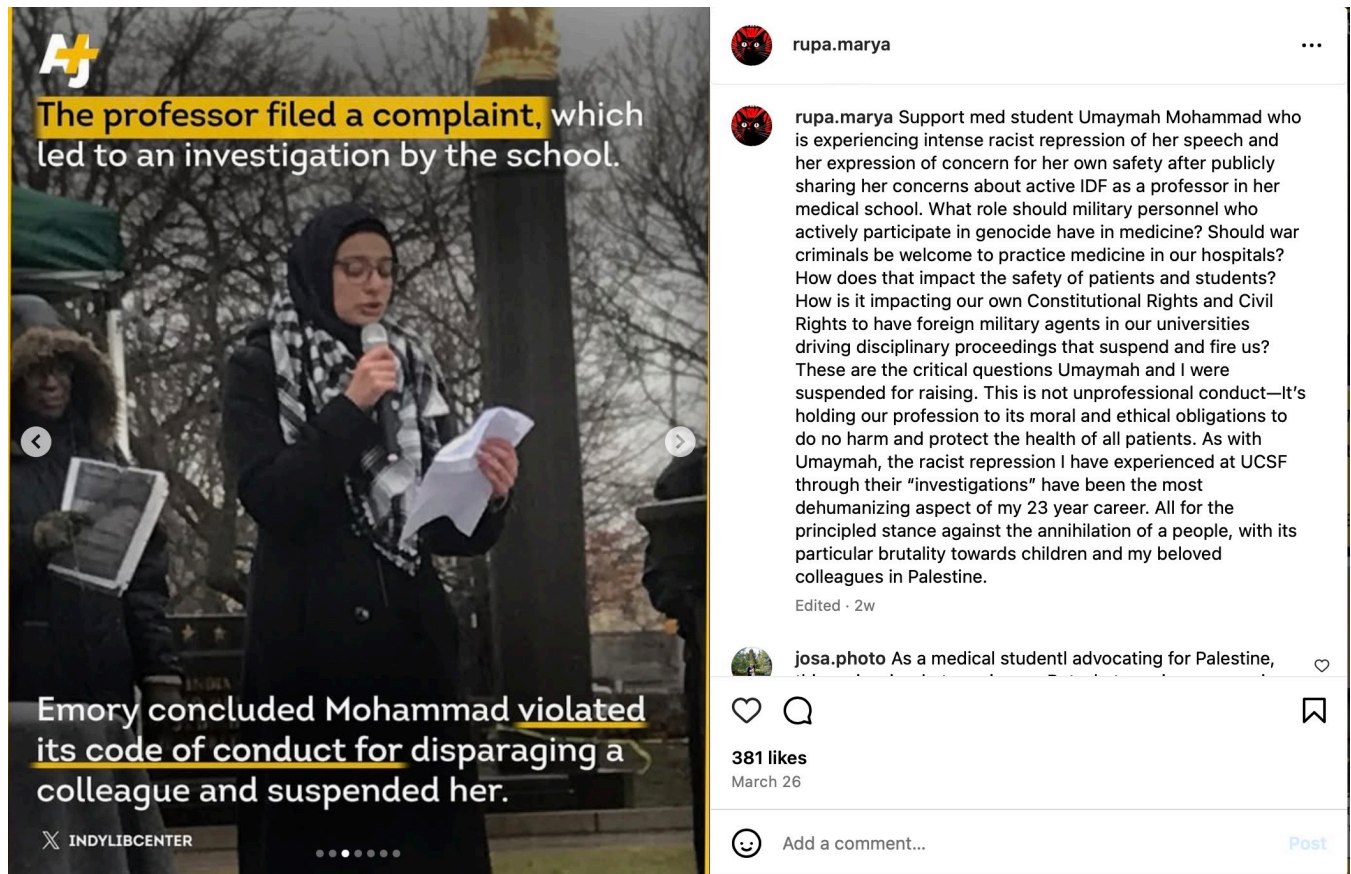 AJ+
The professor filed a complaint, which
led to an investigation by the school.
Emory concluded Mohammad violated
its code of conduct for disparaging a
colleague and suspended her.
X INDYLIBCENTER
rupa.marya
rupa.marya Support med student Umaymah Mohammad who
is experiencing intense racist repression of her speech and
her expression of concern for her own safety after publicly
sharing her concerns about active IDF as a professor in her
medical school. What role should military personnel who
actively participate in genocide have in medicine? Should war
criminals be welcome to practice medicine in our hospitals?
How does that impact the safety of patients and students?
How is it impacting our own Constitutional Rights and Civil
Rights to have foreign military agents in our universities
driving disciplinary proceedings that suspend and fire us?
These are the critical questions Umaymah and I were
suspended for raising. This is not unprofessional conduct—It’s
holding our profession to its moral and ethical obligations to
do no harm and protect the health of all patients. As with
Umaymah, the racist repression I have experienced at UCSF
through their “investigations” have been the most
dehumanizing aspect of my 23 year career. All for the
principled stance against the annihilation of a people, with its
particular brutality towards children and my beloved
colleagues in Palestine.
Edited · 2w
josa.photo As a medical studentI advocating for Palestine,
381 likes
March 26
Add a comment...
Post